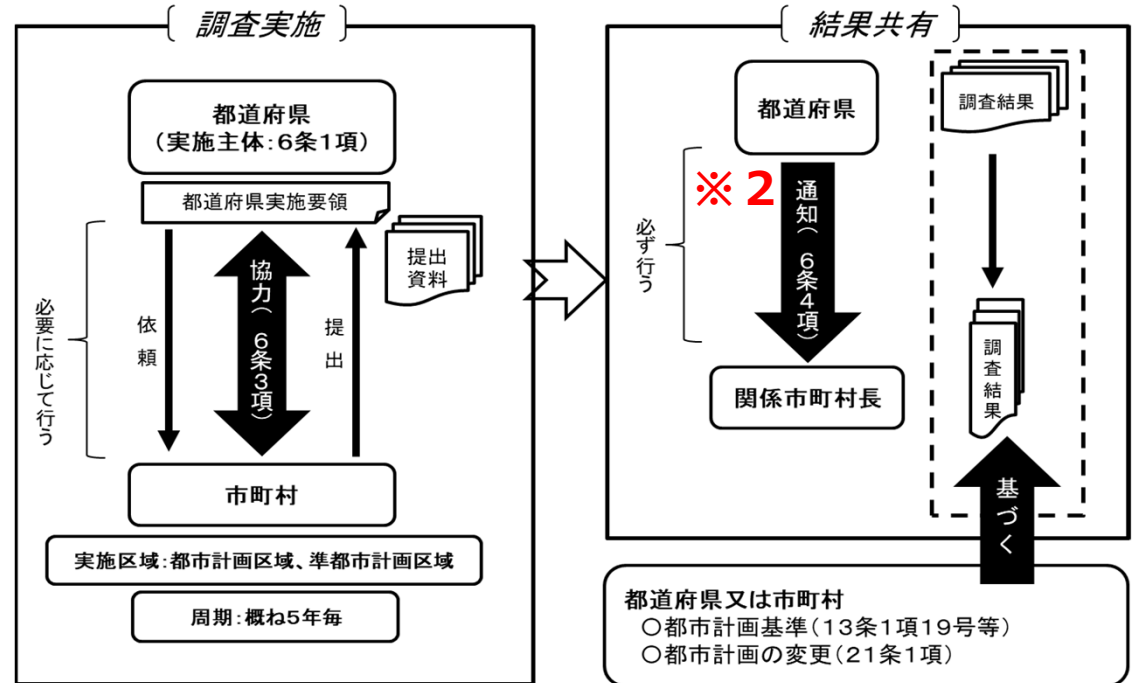 調査実施
都道府県
(実施主体:6条1項)
都道府県実施要領
提出
資料
必要に応じて行う
依頼
協力(6条3項)
提出
市町村
実施区域:都市計画区域、準都市計画区域
周期:概ね5年毎
結果共有
都道府県
※2
通知(6条4項)
必ず行う
関係市町村長
調査結果
調査結果
基づく
都道府県又は市町村
○都市計画基準(13条1項19号等)
○都市計画の変更(21条1項)